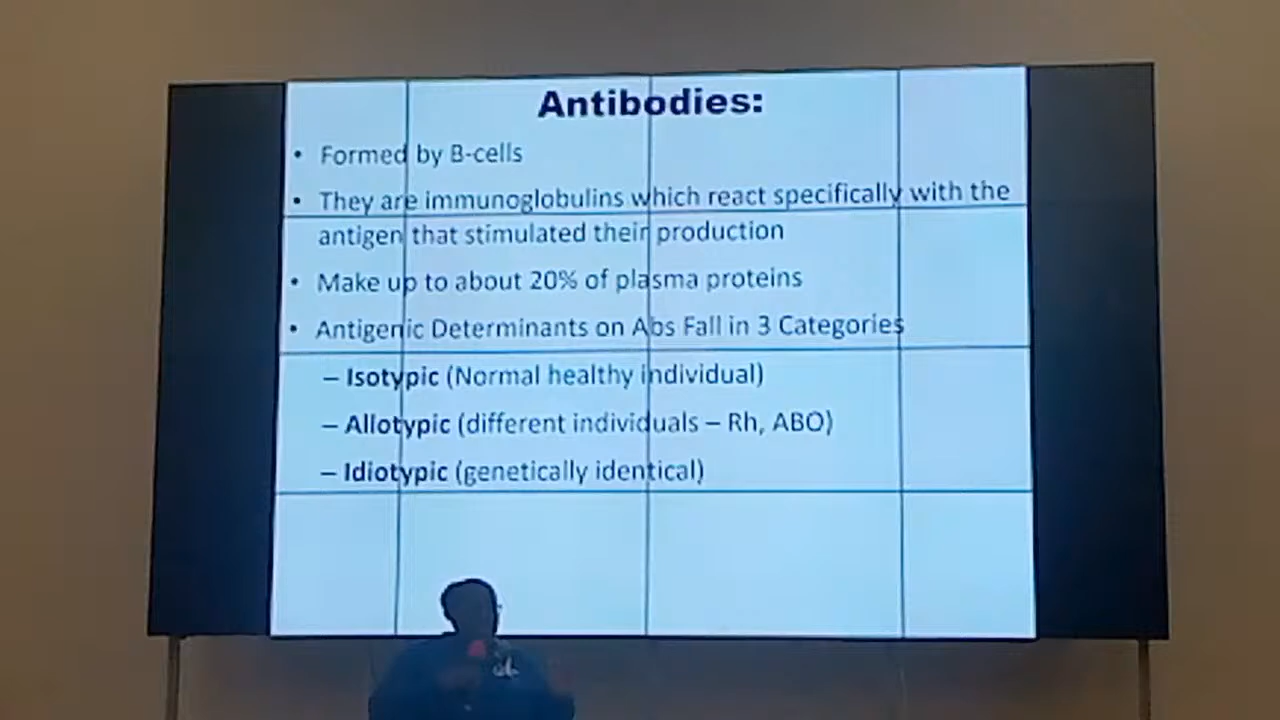 Antibodies:
• Formed by B-cells
• They are immunoglobulins which react specifically with the
antigen that stimulated their production
• Make up to about 20% of plasma proteins
• Antigenic Determinants on Abs Fall in 3 Categories
– Isotypic (Normal healthy individual)
– Allotypic (different individuals – Rh, ABO)
– Idiotypic (genetically identical)